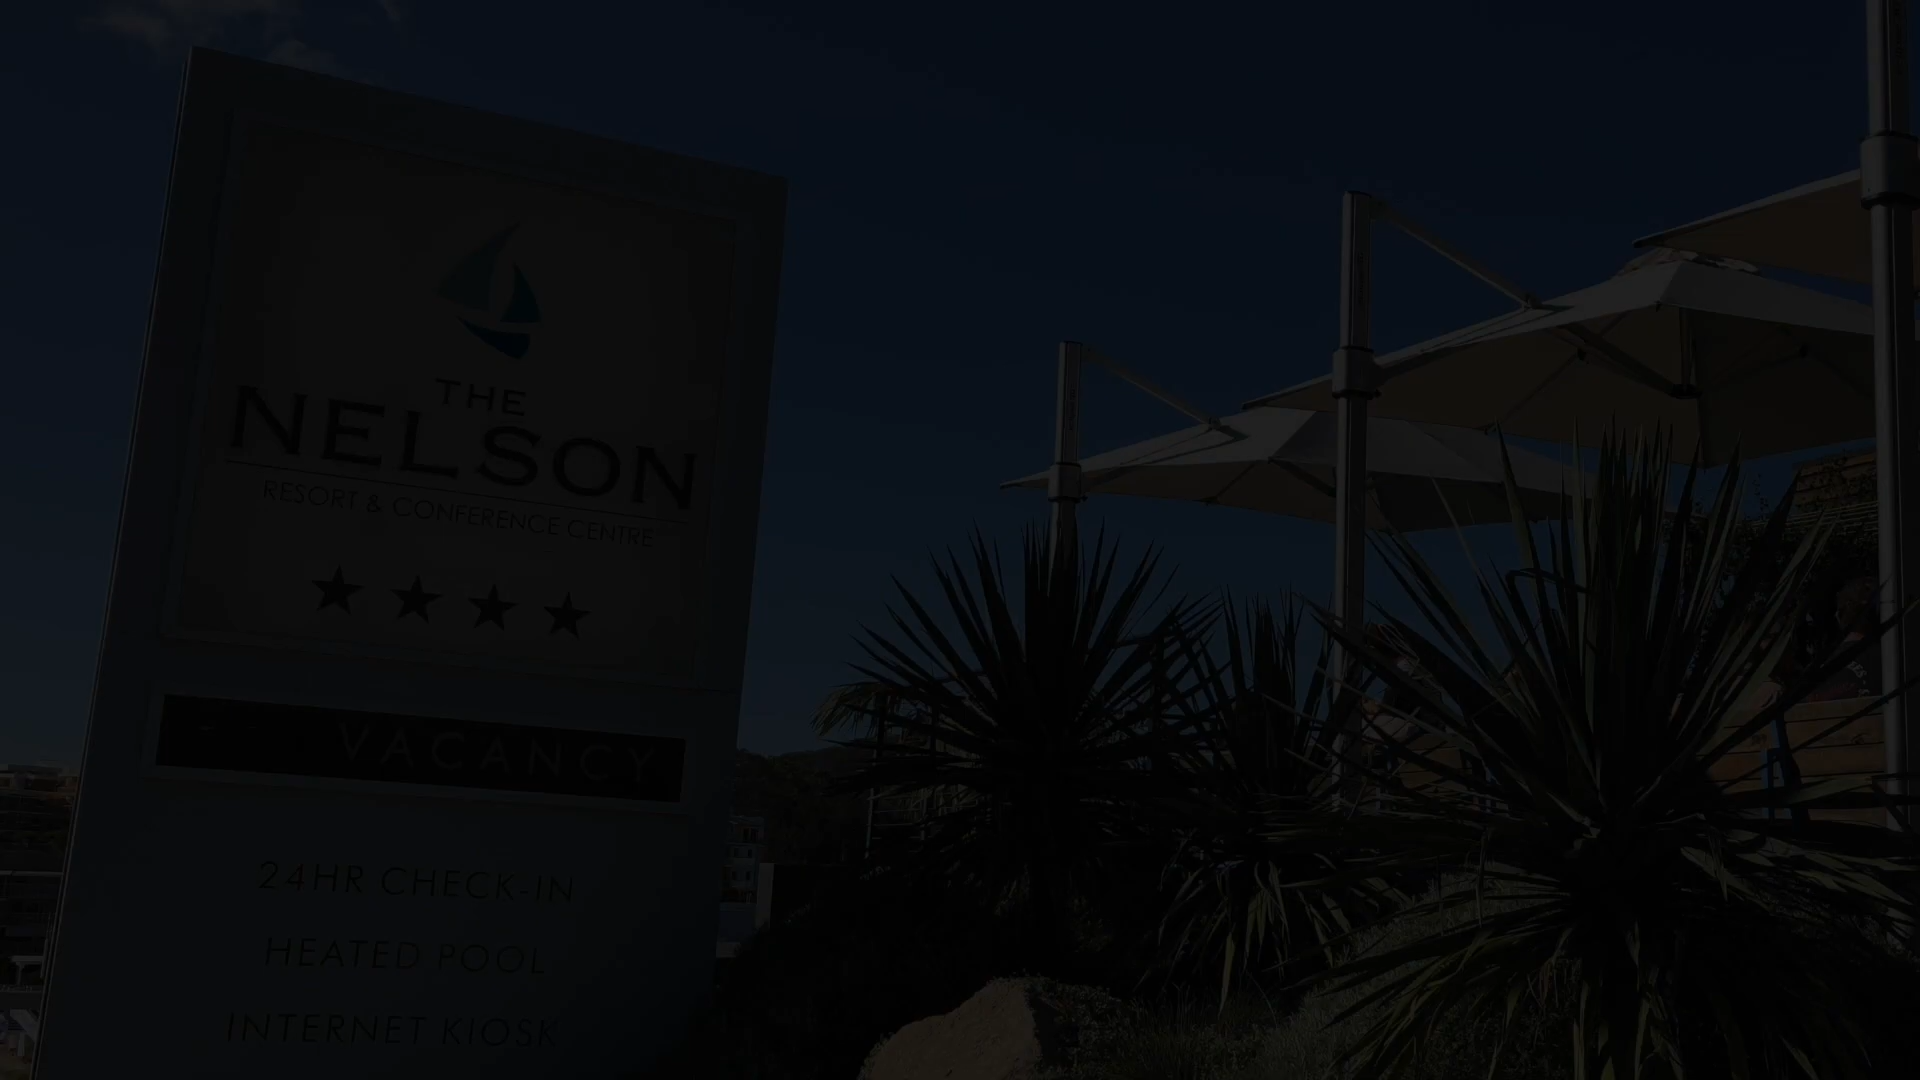 THE
NELSON
RESORT & CONFERENCE CENTRE
VACANCY
24HR CHECK-IN
HEATED POOL
INTERNET KIOSK